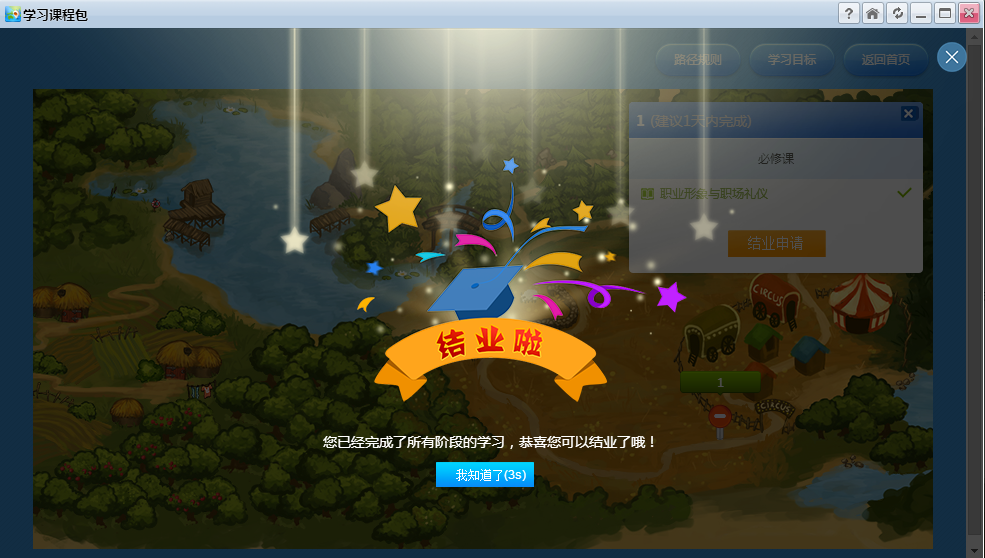 学习课程包
?
路径规则 学习目标 返回首页
1 (建议1天内完成)
必修课
职业形象与职场礼仪
结业申请
结业啦
CIRCUS
1
CIRCUS
您已经完成了所有阶段的学习，恭喜您可以结业了哦！
我知道了(3s)